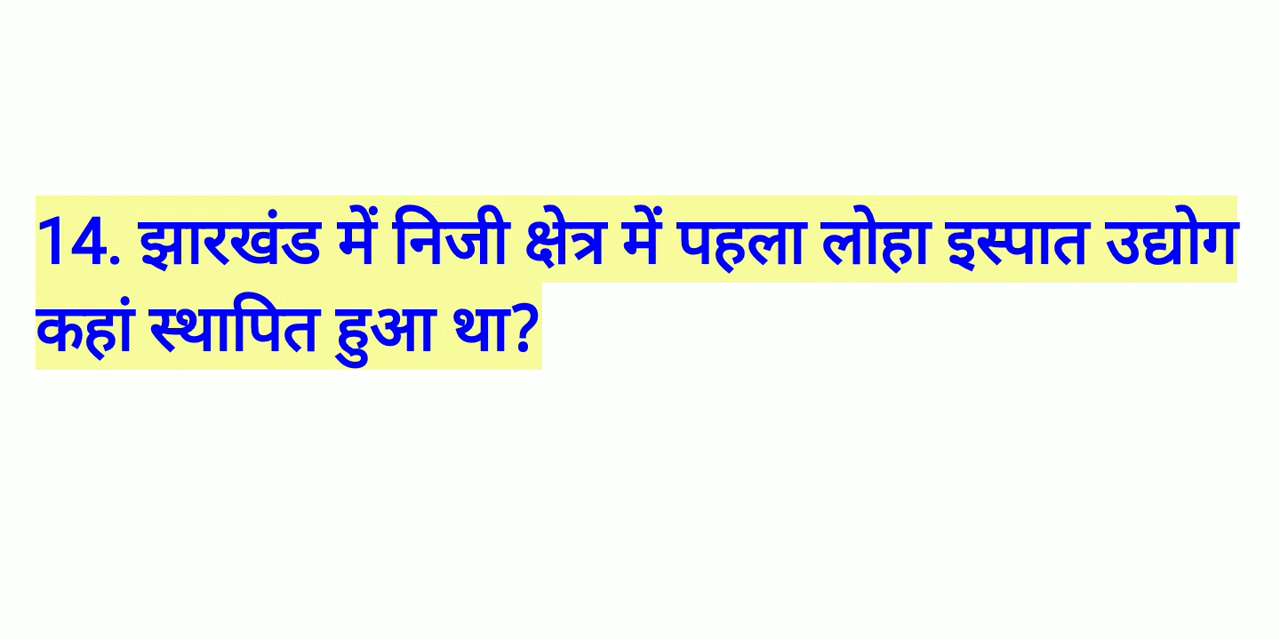 14. झारखंड में निजी क्षेत्र में पहला लोहा इस्पात उद्योग
कहां स्थापित हुआ था?